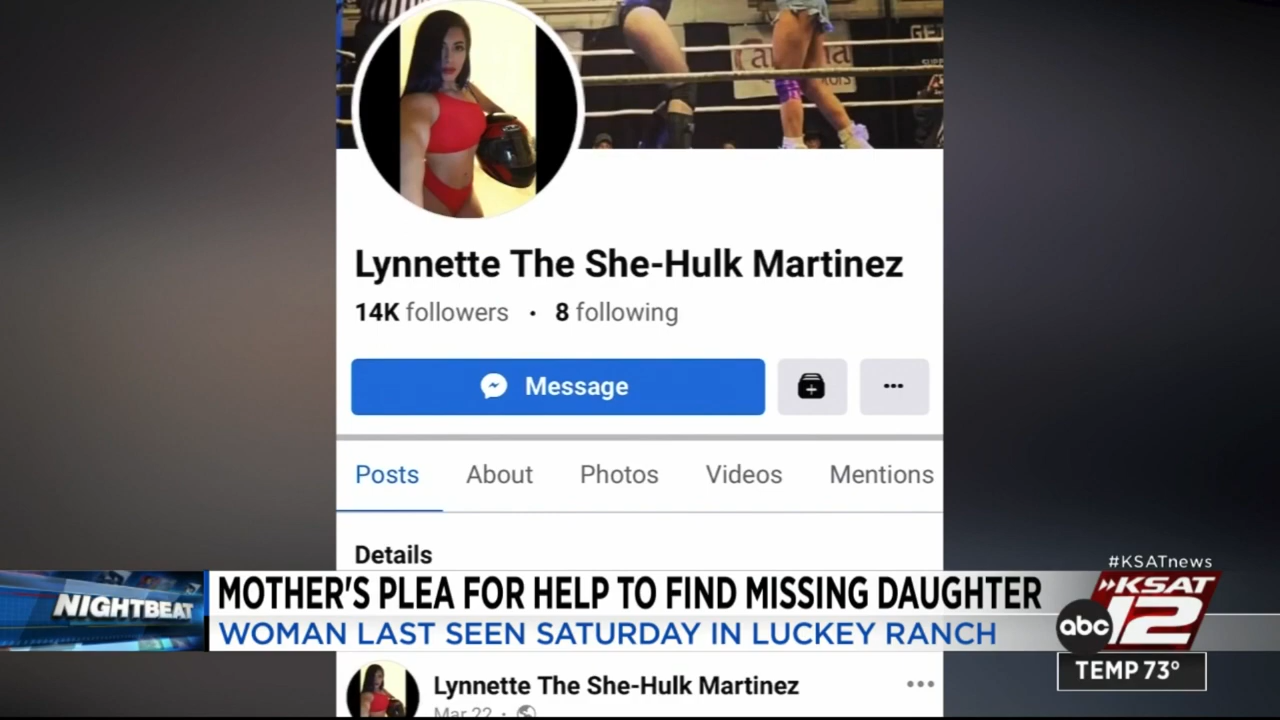 Lynnette The She-Hulk Martinez
14K followers · 8 following
Message
Posts About Photos Videos Mentions
Details
#KSATnews
NIGHTBEAT
MOTHER'S PLEA FOR HELP TO FIND MISSING DAUGHTER
WOMAN LAST SEEN SATURDAY IN LUCKEY RANCH
KSAT
abc 12
TEMP 73°
Lynnette The She-Hulk Martinez
Mar 22 ·